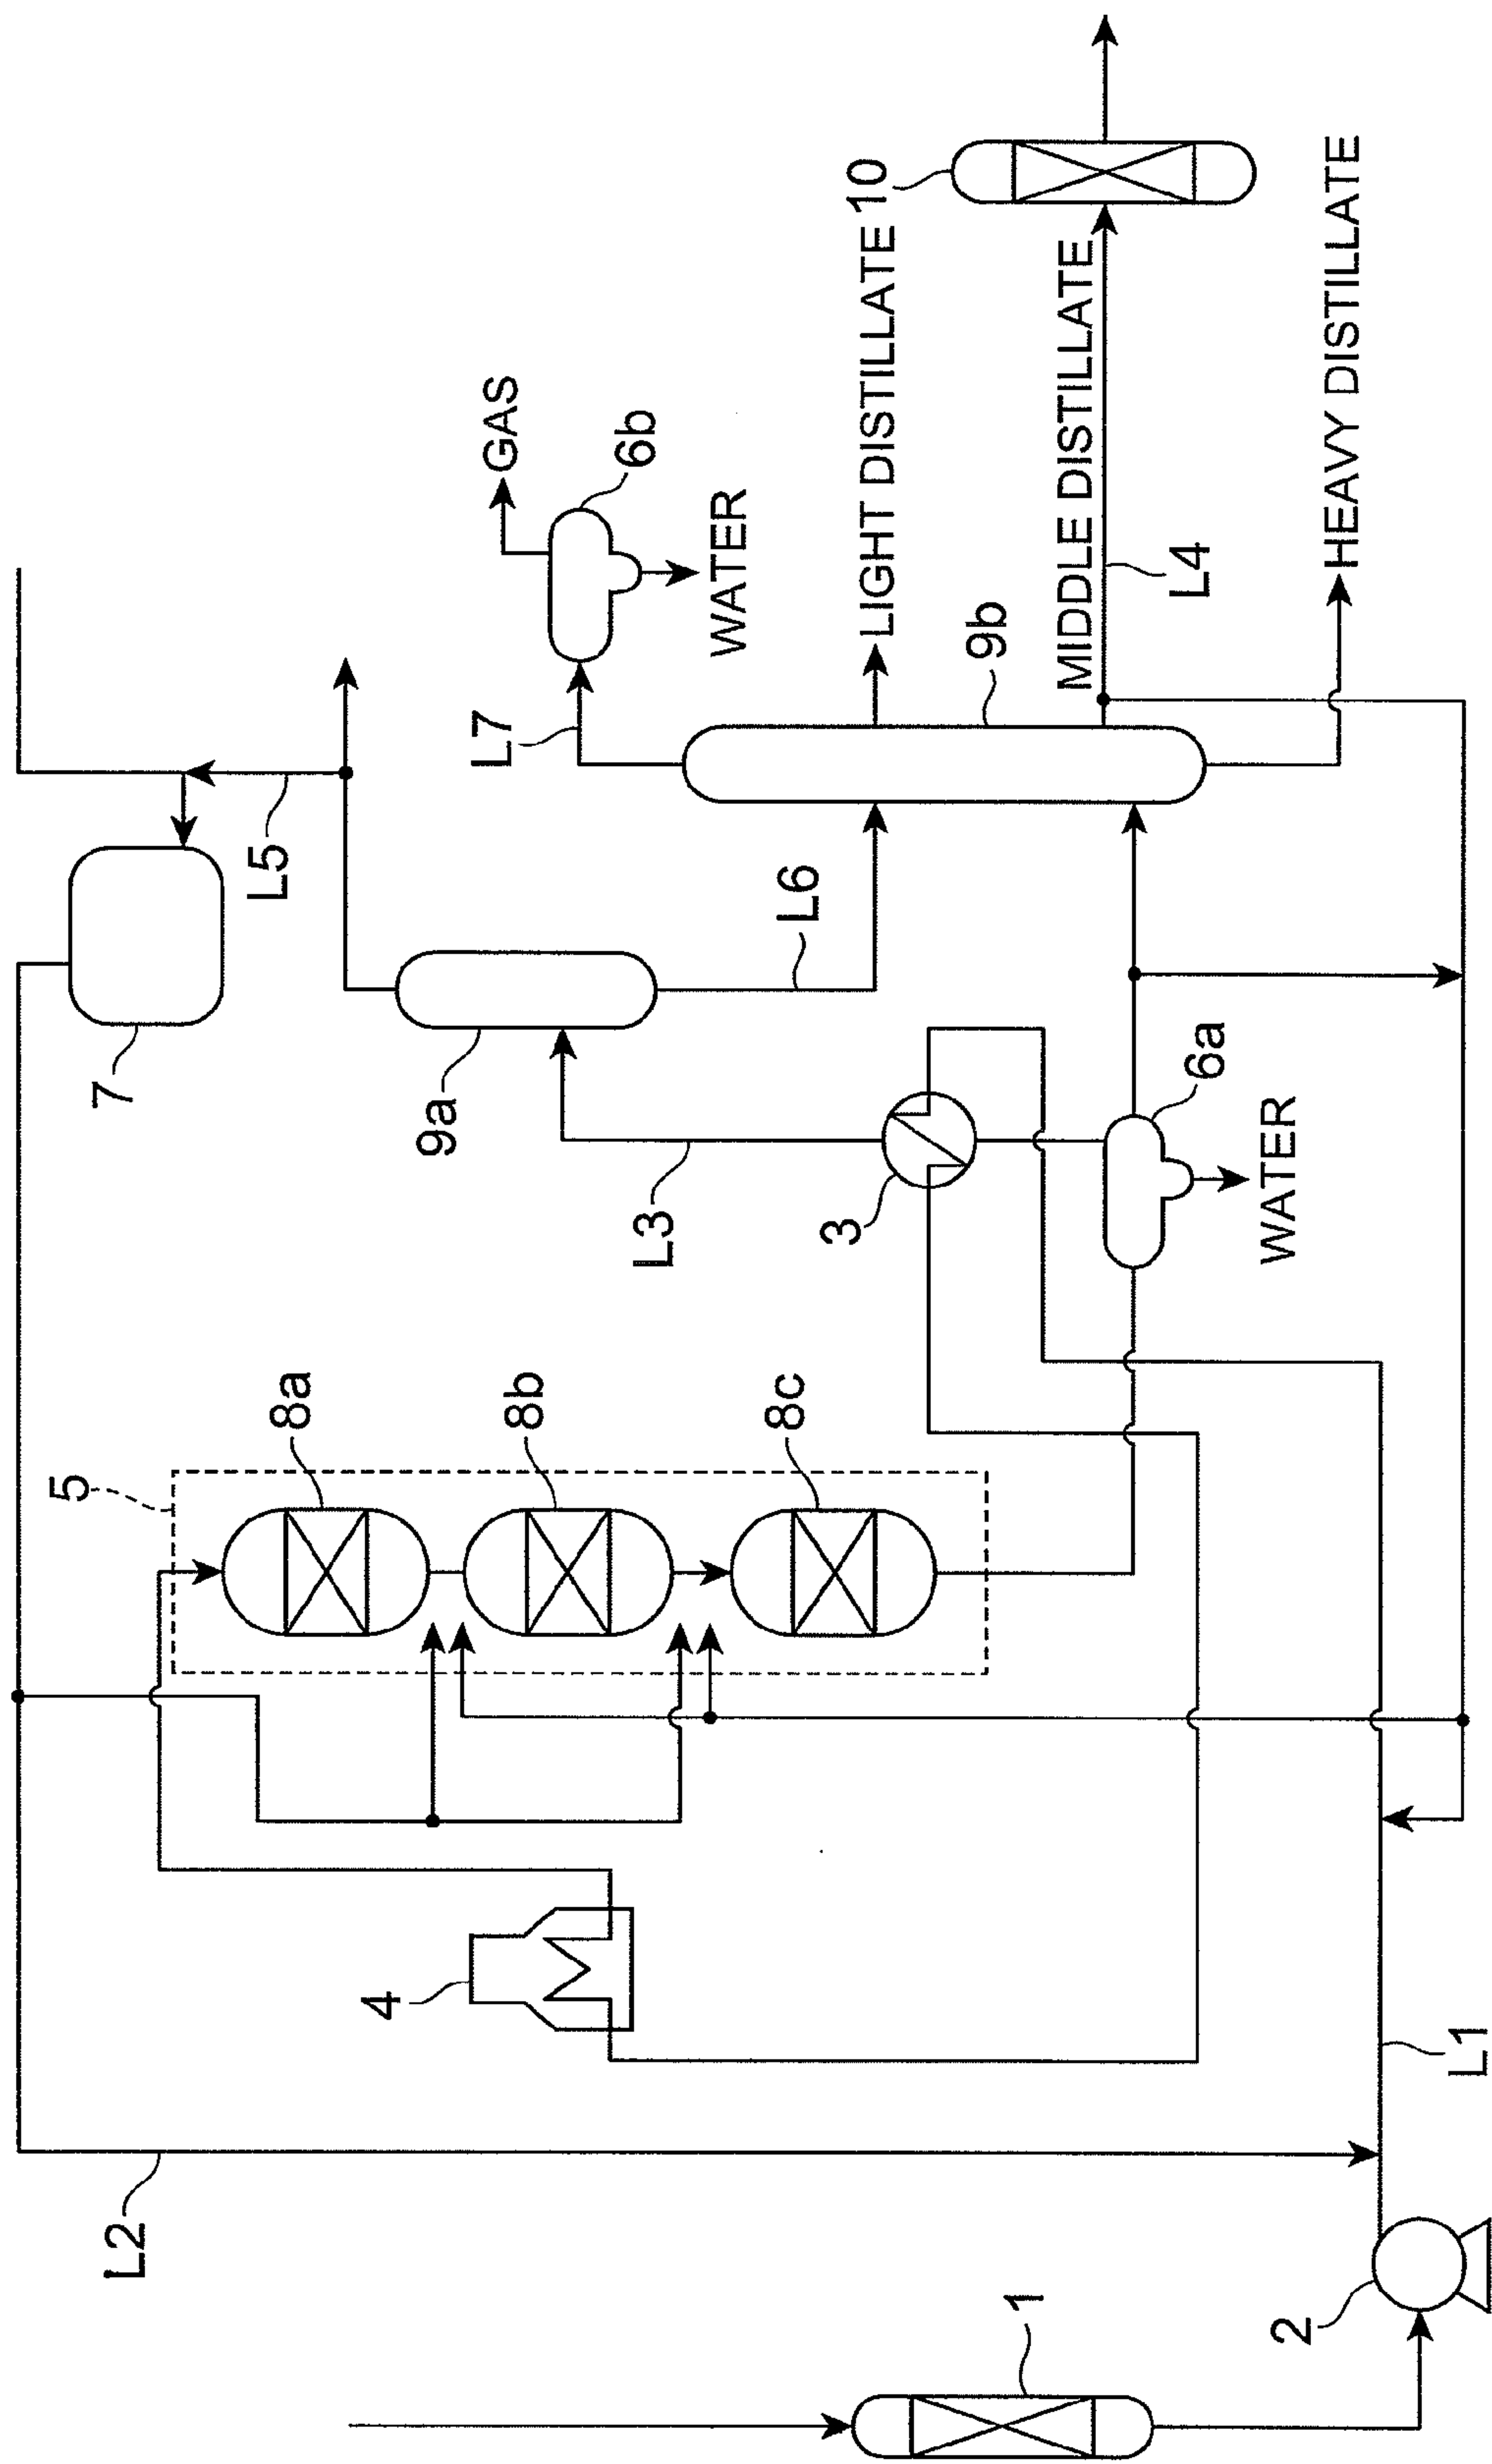 L2
7
L5
5
8a
8b
8c
4
9a
L3
L6
L7
GAS
6b
WATER
LIGHT DISTILLATE
10
9b
MIDDLE DISTILLATE
L4
HEAVY DISTILLATE
3
6a
WATER
1
2
L1